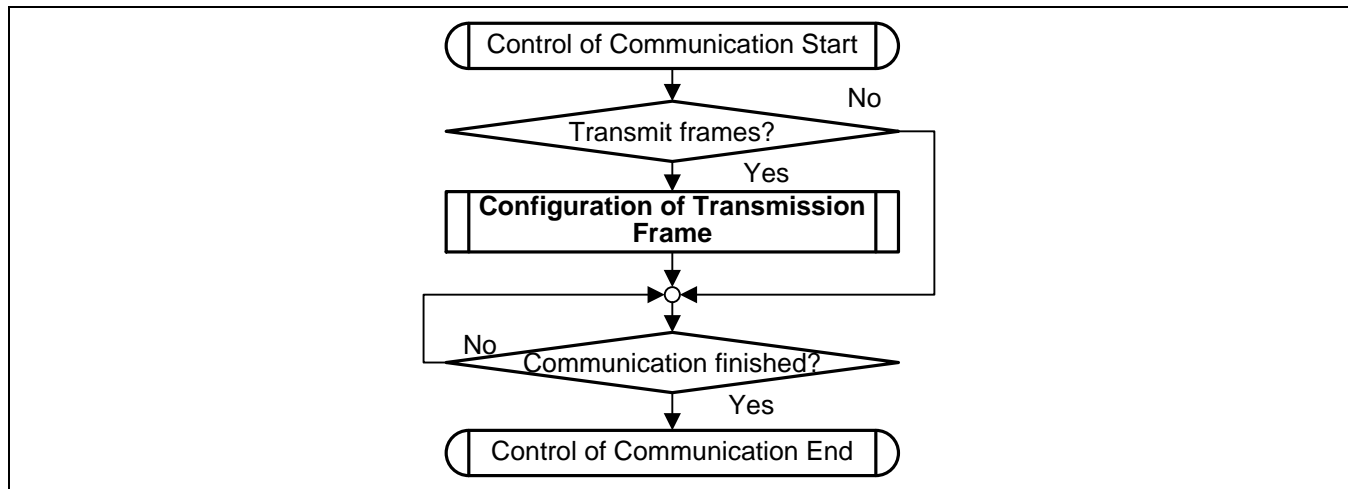 Control of Communication Start
No
Transmit frames?
Yes
Configuration of Transmission
Frame
No
Communication finished?
Yes
Control of Communication End